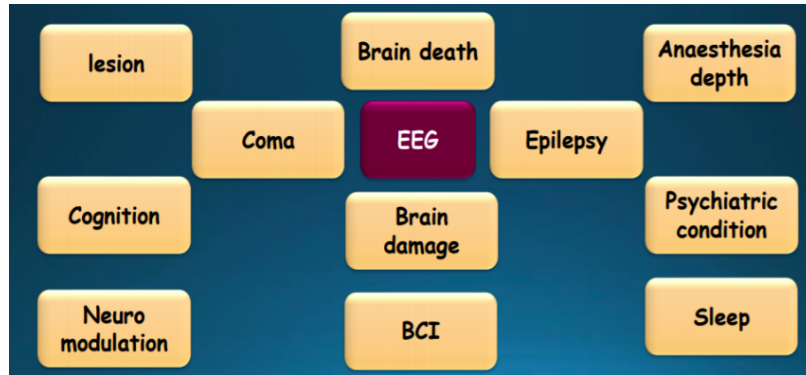 lesion
Brain death
Anaesthesia
depth
Coma
EEG
Epilepsy
Cognition
Brain
damage
Psychiatric
condition
Neuro
modulation
BCI
Sleep